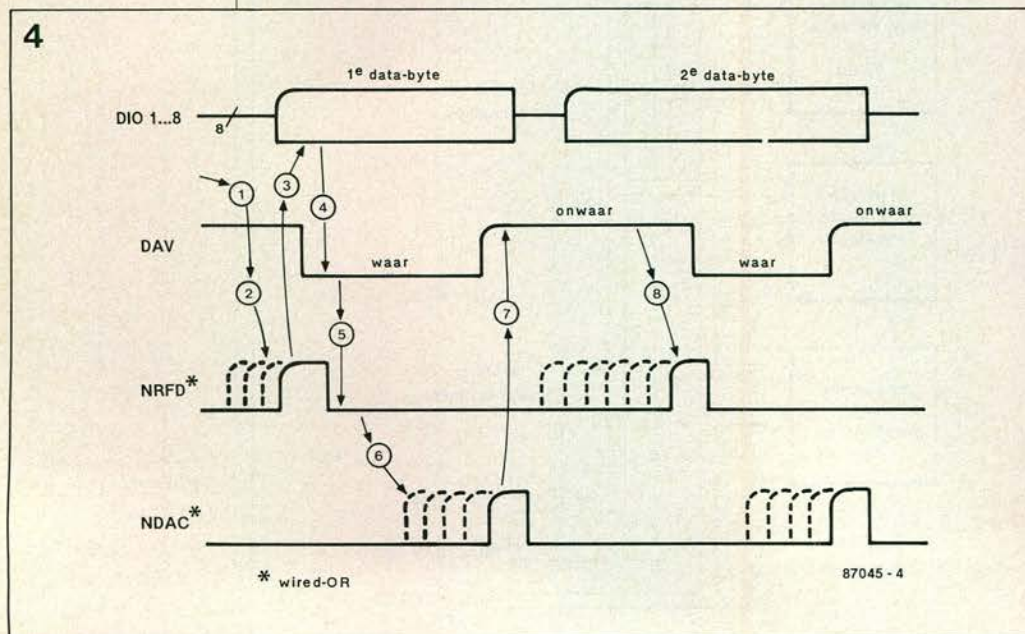 4
1e data-byte
2e data-byte
DIO 1...8
8
3
1
4
onwaar
onwaar
DAV
waar
waar
2
7
8
5
NRFD*
6
NDAC*
* wired-OR
87045 - 4